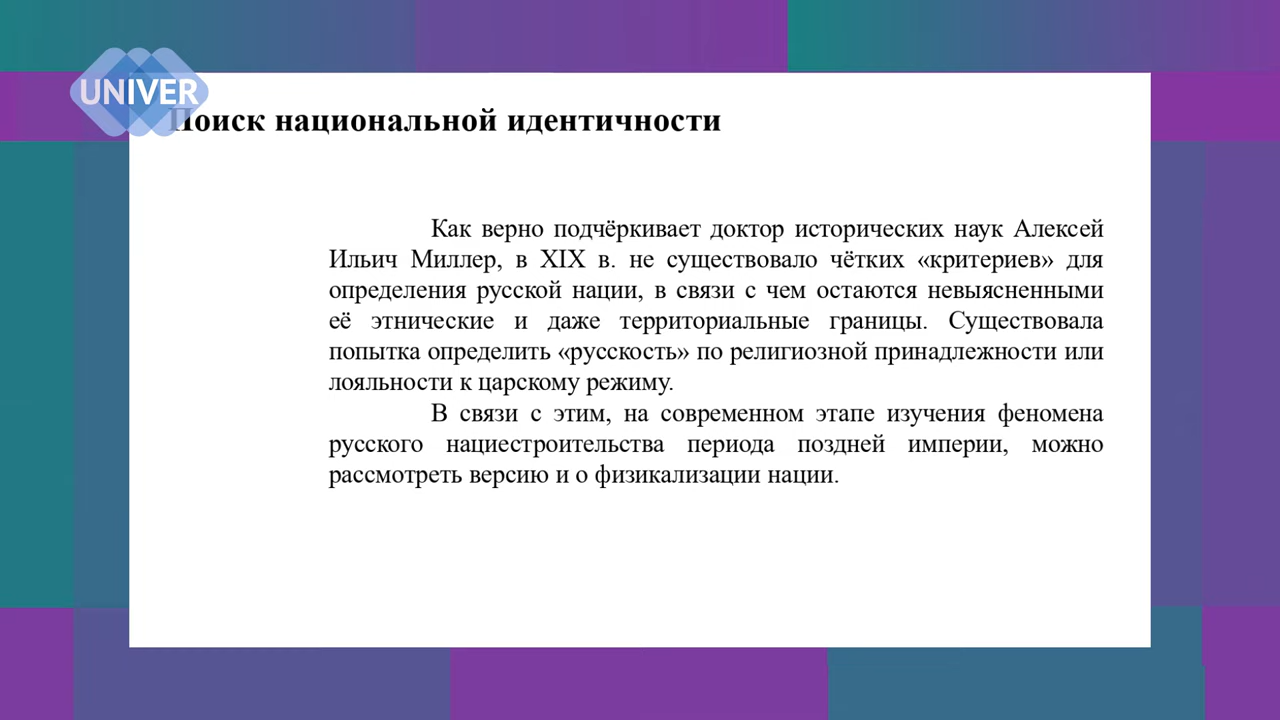 UNIVER
Поиск национальной идентичности
Как верно подчёркивает доктор исторических наук Алексей
Ильич Миллер, в XIX в. не существовало чётких «критериев» для
определения русской нации, в связи с чем остаются невыясненными
её этнические и даже территориальные границы. Существовала
попытка определить «русскость» по религиозной принадлежности или
лояльности к царскому режиму.
В связи с этим, на современном этапе изучения феномена
русского нациестроительства периода поздней империи, можно
рассмотреть версию и о физикализации нации.